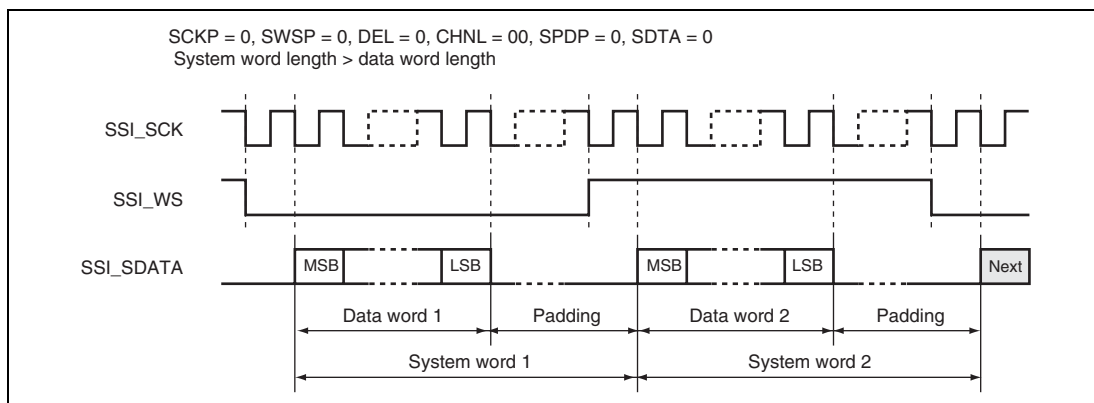 SCKP = 0, SWSP = 0, DEL = 0, CHNL = 00, SPDP = 0, SDTA = 0
System word length > data word length
SSI_SCK
SSI_WS
SSI_SDATA
MSB
LSB
MSB
LSB
Next
Data word 1
Padding
Data word 2
Padding
System word 1
System word 2